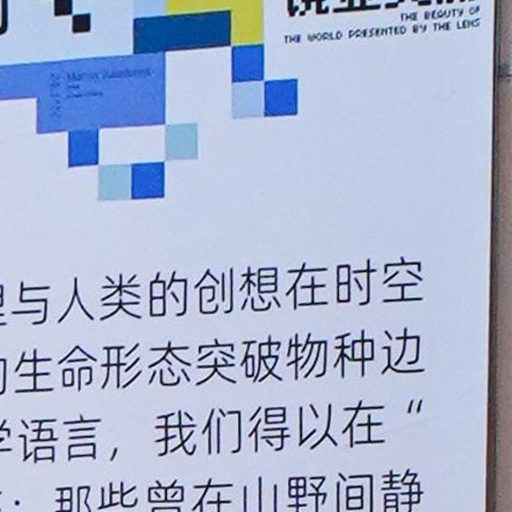 THE BEAUTY OF
THE WORLD PRESENTED BY THE LENS
与人类的创想在时空
生命形态突破物种边
学语言，我们得以在“
那些曾在山野间静